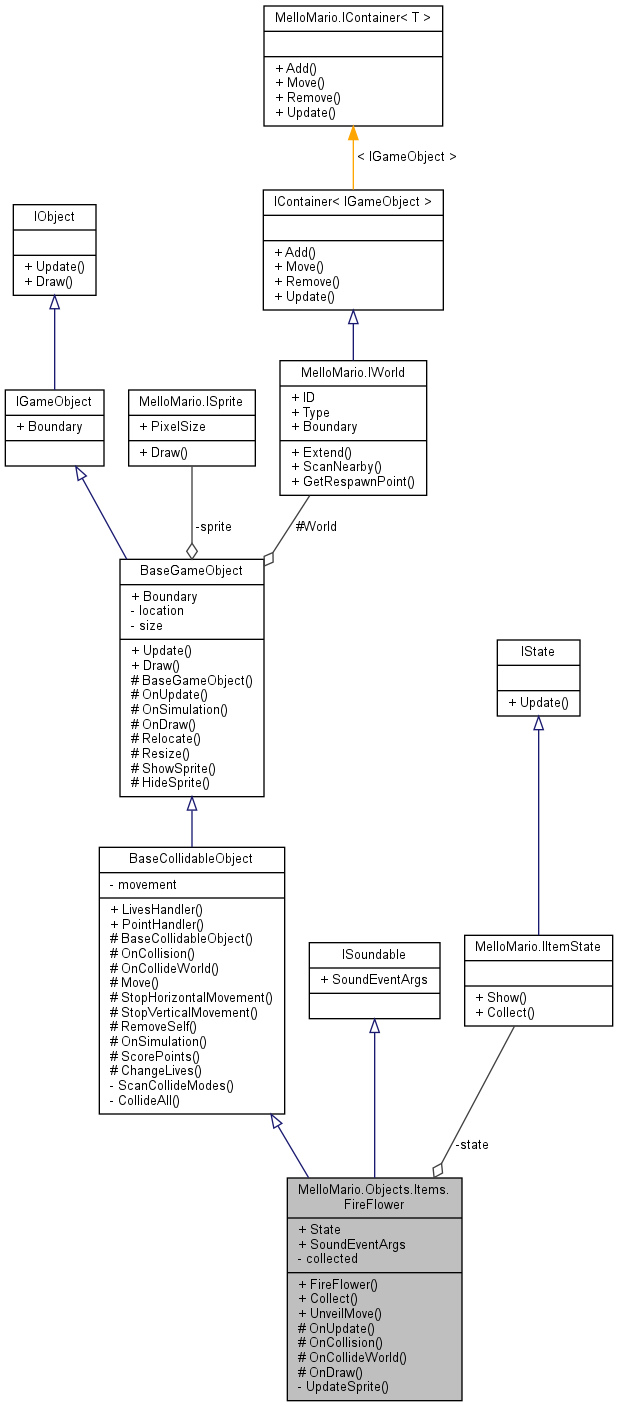 MelloMario.IContainer< T >
+ Add()
+ Move()
+ Remove()
+ Update()
< IGameObject >
IContainer< IGameObject >
+ Add()
+ Move()
+ Remove()
+ Update()
IObject
+ Update()
+ Draw()
IGameObject
+ Boundary
MelloMario.ISprite
+ PixelSize
+ Draw()
MelloMario.IWorld
+ ID
+ Type
+ Boundary
+ Extend()
+ ScanNearby()
+ GetRespawnPoint()
-sprite
#World
BaseGameObject
+ Boundary
- location
- size
+ Update()
+ Draw()
# BaseGameObject()
# OnUpdate()
# OnSimulation()
# OnDraw()
# Relocate()
# Resize()
# ShowSprite()
# HideSprite()
IState
+ Update()
BaseCollidableObject
- movement
+ LivesHandler()
+ PointHandler()
# BaseCollidableObject()
# OnCollision()
# OnCollideWorld()
# Move()
# StopHorizontalMovement()
# StopVerticalMovement()
# RemoveSelf()
# OnSimulation()
# ScorePoints()
# ChangeLives()
- ScanCollideModes()
- CollideAll()
ISoundable
+ SoundEventArgs
MelloMario.IItemState
+ Show()
+ Collect()
-state
MelloMario.Objects.Items.
FireFlower
+ State
+ SoundEventArgs
- collected
+ FireFlower()
+ Collect()
+ UnveilMove()
# OnUpdate()
# OnCollision()
# OnCollideWorld()
# OnDraw()
- UpdateSprite()